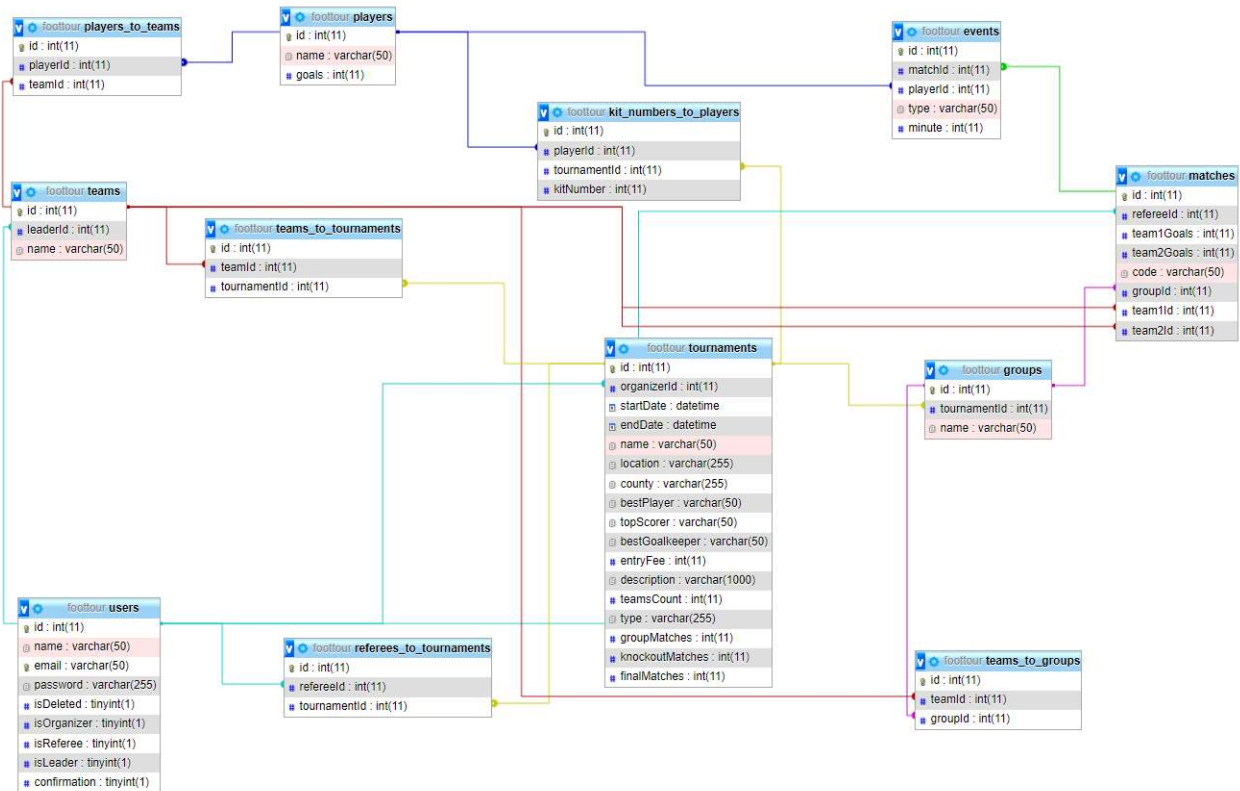 foottour players_to_teams
id : int(11)
playerId : int(11)
teamId : int(11)
foottour players
id : int(11)
name : varchar(50)
goals : int(11)
foottour events
id : int(11)
matchId : int(11)
playerId : int(11)
type : varchar(50)
minute : int(11)
foottour kit_numbers_to_players
id : int(11)
playerId : int(11)
tournamentId : int(11)
kitNumber : int(11)
foottour matches
id : int(11)
refereeId : int(11)
team1Goals : int(11)
team2Goals : int(11)
code : varchar(50)
groupId : int(11)
team1Id : int(11)
team2Id : int(11)
foottour teams
id : int(11)
leaderId : int(11)
name : varchar(50)
foottour teams_to_tournaments
id : int(11)
teamId : int(11)
tournamentId : int(11)
foottour tournaments
id : int(11)
organizerId : int(11)
startDate : datetime
endDate : datetime
name : varchar(50)
location : varchar(255)
county : varchar(255)
bestPlayer : varchar(50)
topScorer : varchar(50)
bestGoalkeeper : varchar(50)
entryFee : int(11)
description : varchar(1000)
teamsCount : int(11)
type : varchar(255)
groupMatches : int(11)
knockoutMatches : int(11)
finalMatches : int(11)
foottour groups
id : int(11)
tournamentId : int(11)
name : varchar(50)
foottour users
id : int(11)
name : varchar(50)
email : varchar(50)
password : varchar(255)
isDeleted : tinyint(1)
isOrganizer : tinyint(1)
isReferee : tinyint(1)
isLeader : tinyint(1)
confirmation : tinyint(1)
foottour referees_to_tournaments
id : int(11)
refereeId : int(11)
tournamentId : int(11)
foottour teams_to_groups
id : int(11)
teamId : int(11)
groupId : int(11)